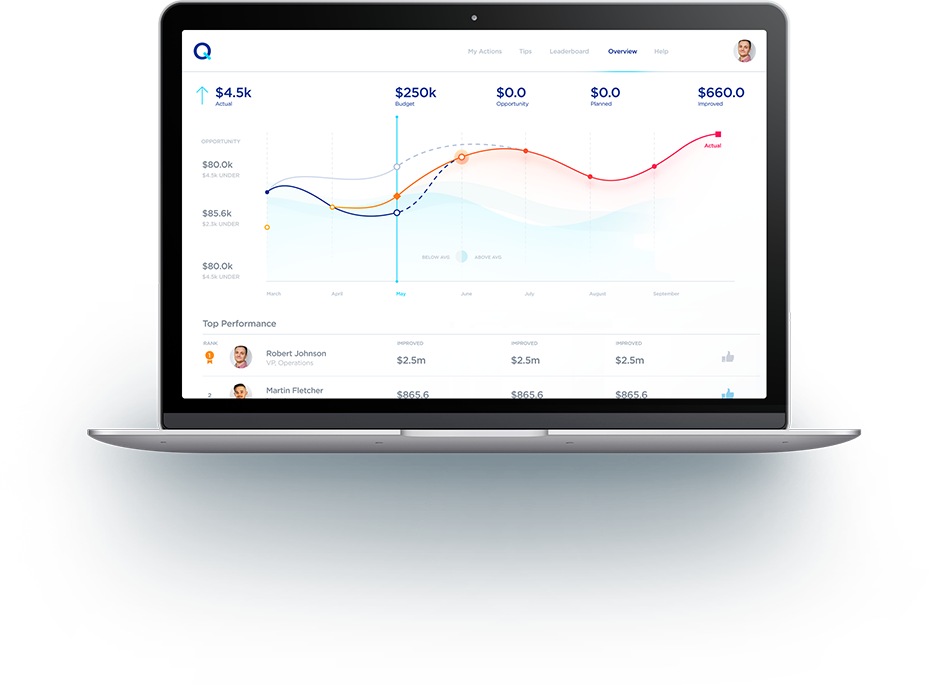 Q
My Actions Tips Leaderboard Overview Help
$4.5k $250k $0.0 $0.0 $660.0
Actual Budget Opportunity Planned Improved
OPPORTUNITY
Actual
$80.0k
$4.5K UNDER
$85.6k
$2.3K UNDER
BELOW AVG ABOVE AVG
$80.0k
$4.5K UNDER
March April May June July August September
Top Performance
RANK IMPROVED IMPROVED IMPROVED
1 Robert Johnson $2.5m $2.5m $2.5m
VP, Operations
2 Martin Fletcher $865.6 $865.6 $865.6